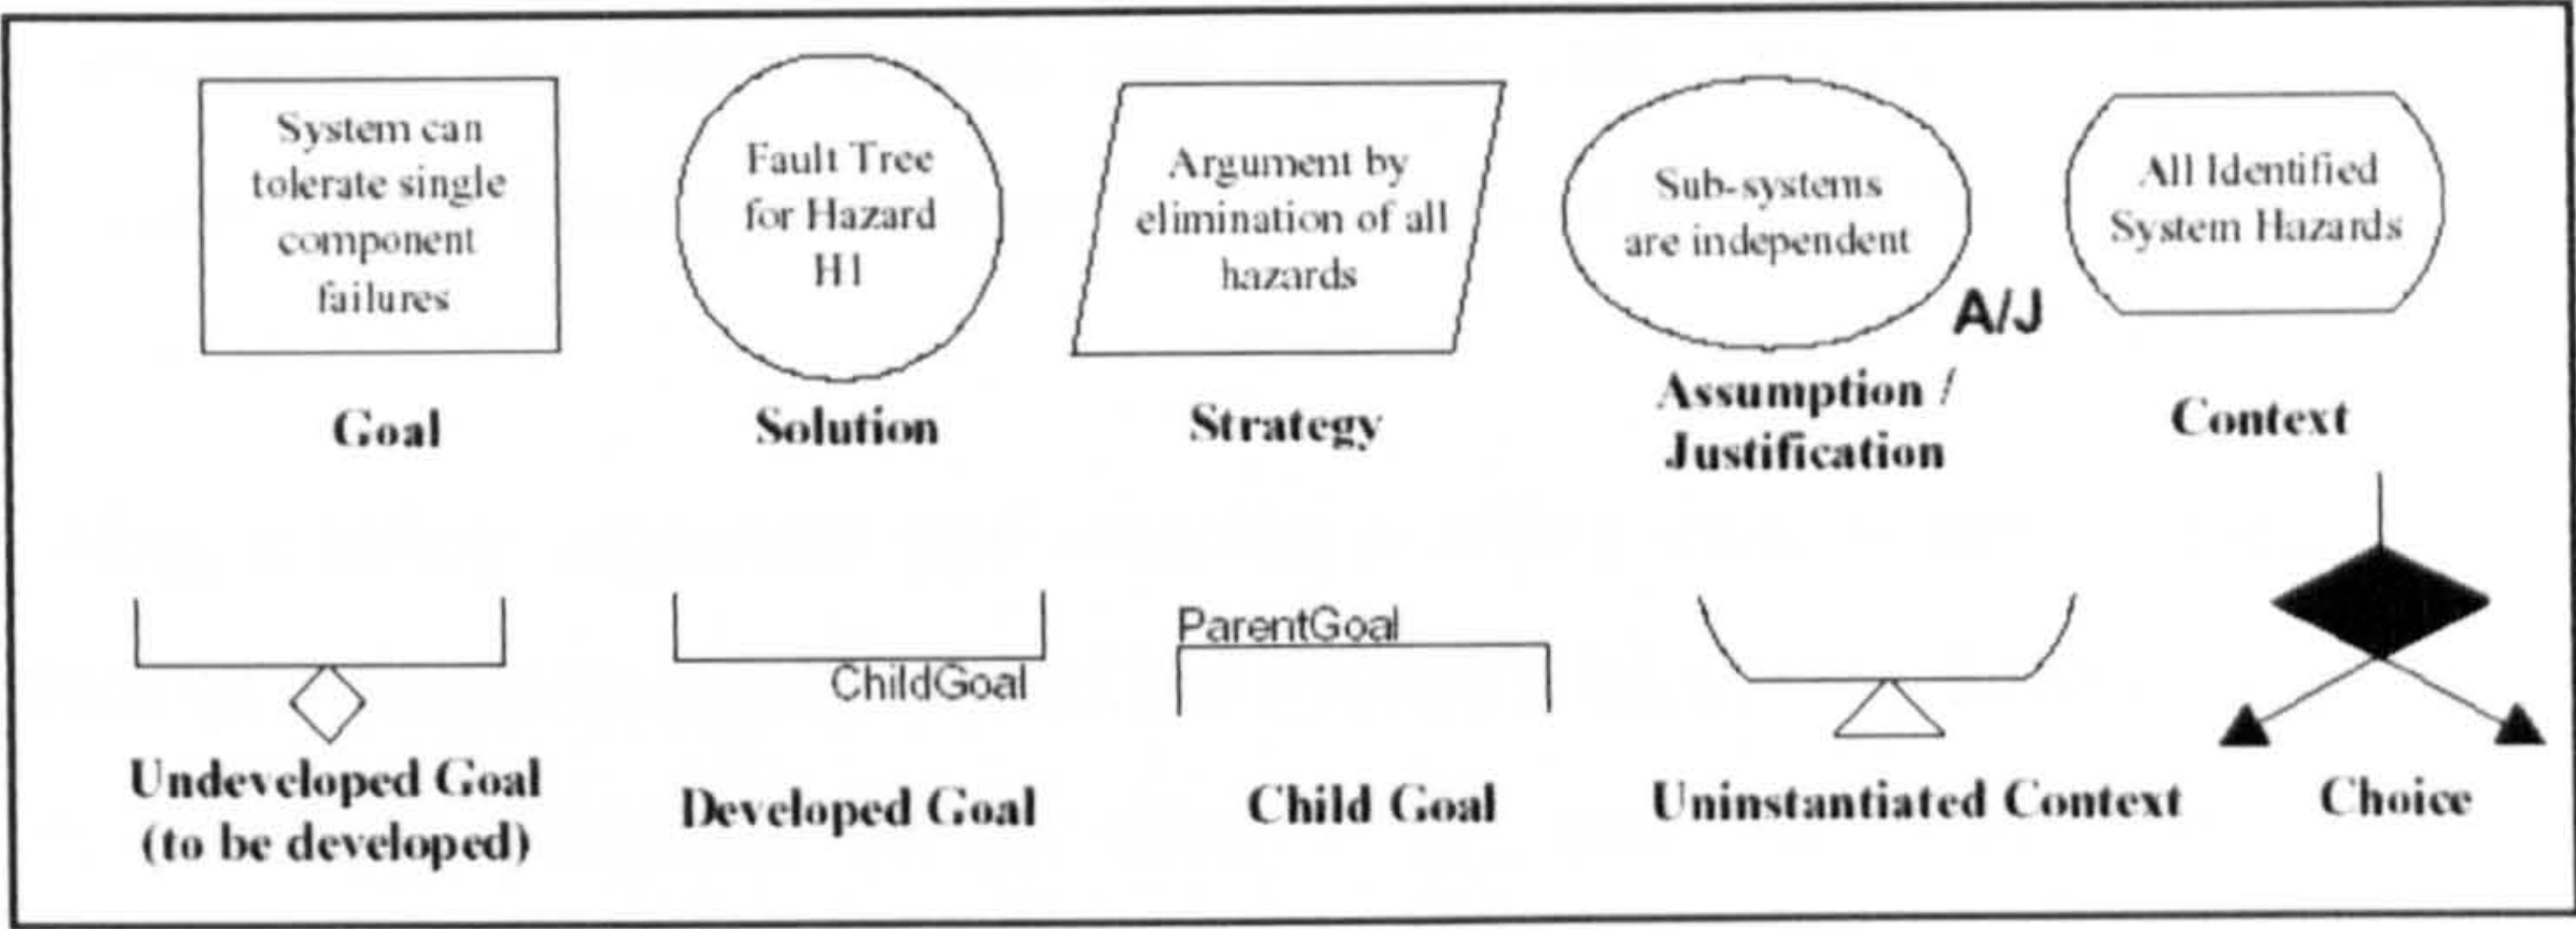 System can
tolerate single
component
failures
Goal
Fault Tree
for Hazard
H1
Solution
Argument by
elimination of all
hazards
Strategy
Sub-systems
are independent
A/J
Assumption /
Justification
All Identified
System Hazards
Context
Undeveloped Goal
(to be developed)
ChildGoal
Developed Goal
ParentGoal
Child Goal
Uninstantiated Context
Choice